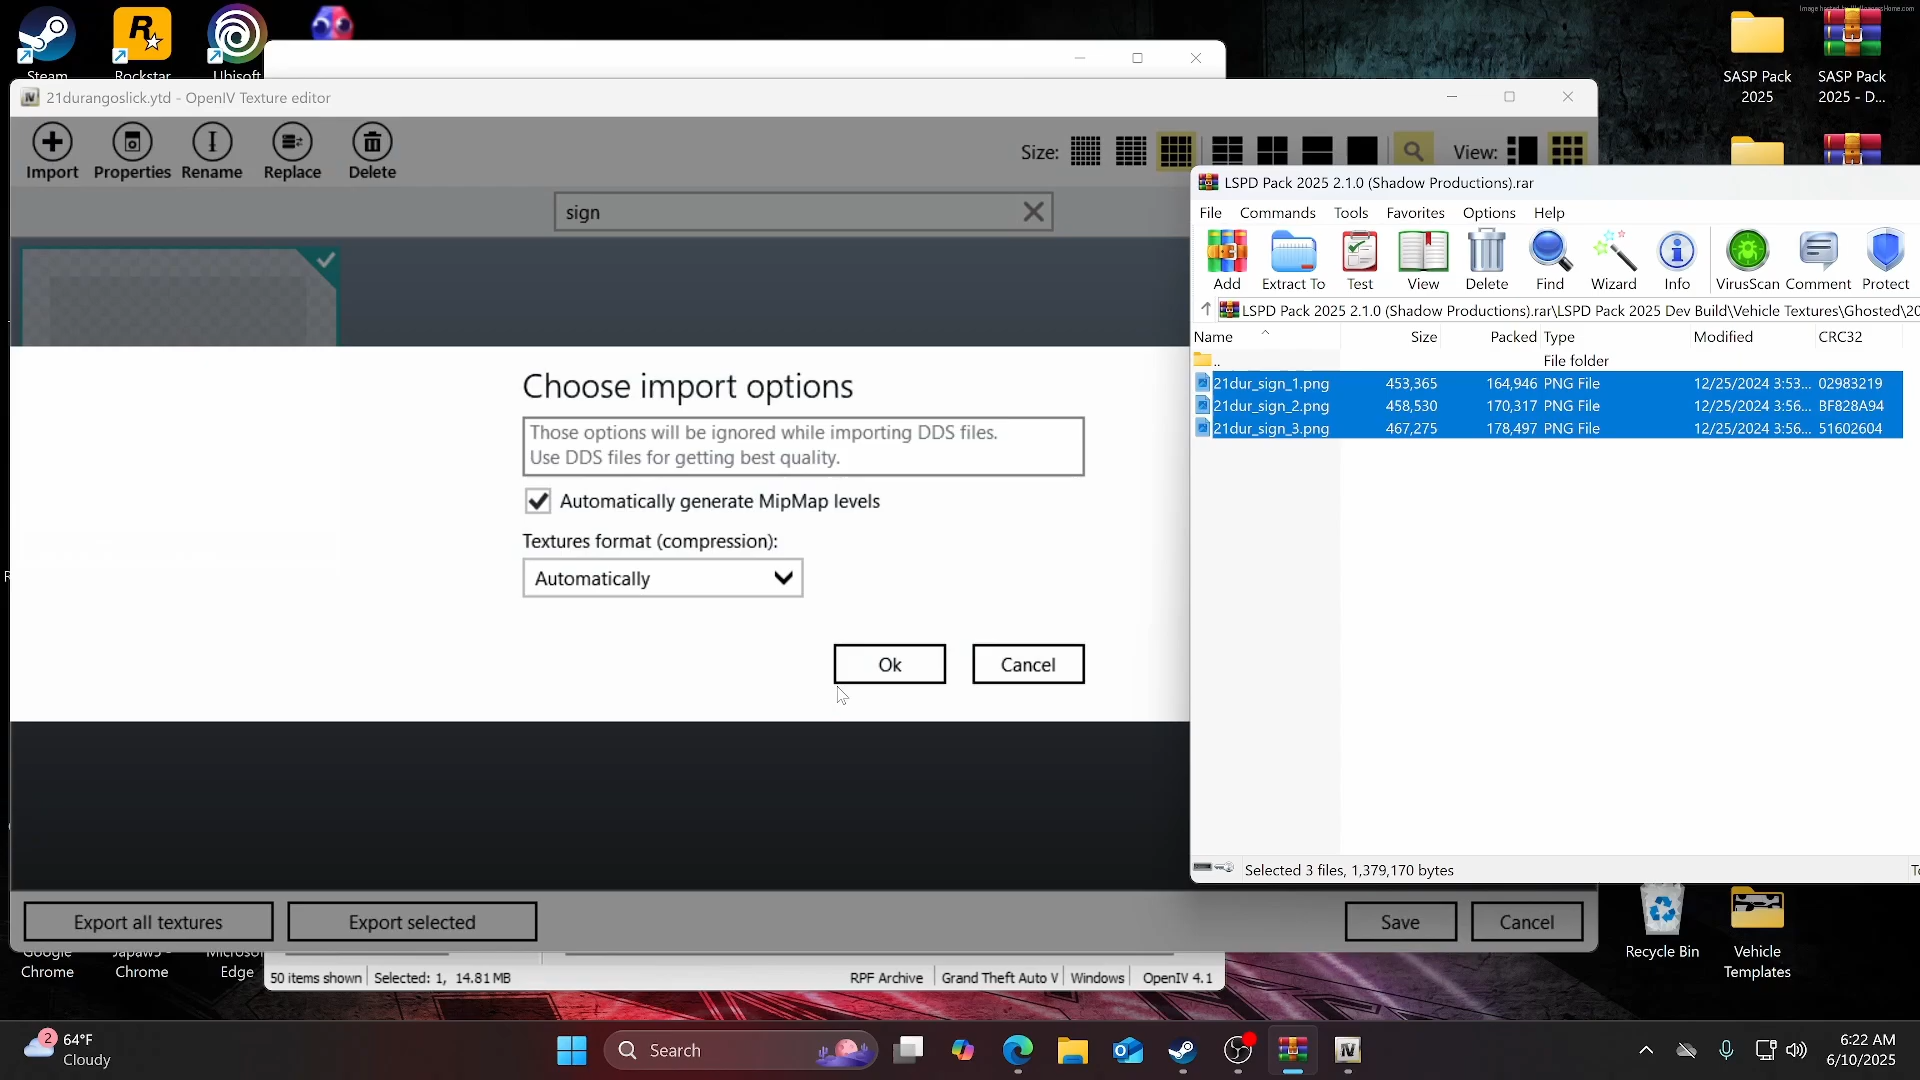 Image hosted by WallpapersHome.com
Steam
Rockstar
Ubisoft
SASP Pack
2025
SASP Pack
2025 - D...
21durangoslick.ytd - OpenIV Texture editor
Import
Properties
Rename
Replace
Delete
Size:
View:
sign
Choose import options
Those options will be ignored while importing DDS files.
Use DDS files for getting best quality.
Automatically generate MipMap levels
Textures format (compression):
Automatically
Ok
Cancel
Export all textures
Export selected
Save
Cancel
LSPD Pack 2025 2.1.0 (Shadow Productions).rar
File Commands Tools Favorites Options Help
Add Extract To Test View Delete Find Wizard Info VirusScan Comment Protect
LSPD Pack 2025 2.1.0 (Shadow Productions).rar\LSPD Pack 2025 Dev Build\Vehicle Textures\Ghosted\20
Name Size Packed Type Modified CRC32
.. File folder
21dur_sign_1.png 453,365 164,946 PNG File 12/25/2024 3:53... 02983219
21dur_sign_2.png 458,530 170,317 PNG File 12/25/2024 3:56... BF828A94
21dur_sign_3.png 467,275 178,497 PNG File 12/25/2024 3:56... 51602604
Selected 3 files, 1,379,170 bytes
Google
Chrome
Chrome
Edge
Recycle Bin
Vehicle
Templates
50 items shown Selected: 1, 14.81 MB RPF Archive Grand Theft Auto V Windows OpenIV 4.1
2
64°F
Cloudy
Search
6:22 AM
6/10/2025